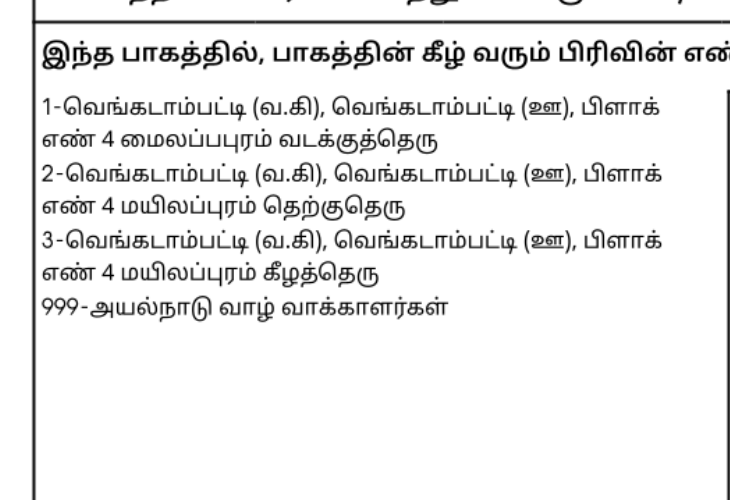 இந்த பாகத்தில், பாகத்தின் கீழ் வரும் பிரிவின்
1-வெங்கடாம்பட்டி (வ.கி), வெங்கடாம்பட்டி (ஊ), பிளாக்
எண் 4 மைலப்பபுரம் வடக்குத்தெரு
2-வெங்கடாம்பட்டி (வ.கி), வெங்கடாம்பட்டி (ஊ), பிளாக்
எண் 4 மயிலப்புரம் தெற்குதெரு
3-வெங்கடாம்பட்டி (வ.கி), வெங்கடாம்பட்டி (ஊ), பிளாக்
எண் 4 மயிலப்புரம் கீழத்தெரு
999-அயல்நாடு வாழ் வாக்காளர்கள்